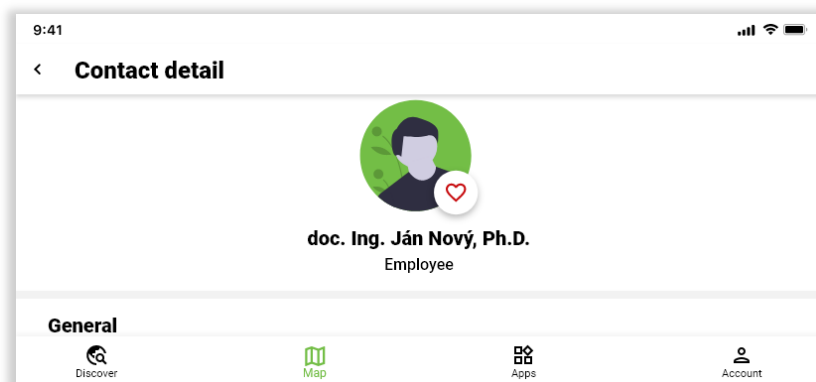 9:41
Contact detail
doc. Ing. Ján Nový, Ph.D.
Employee
General
Discover
Map
Apps
Account